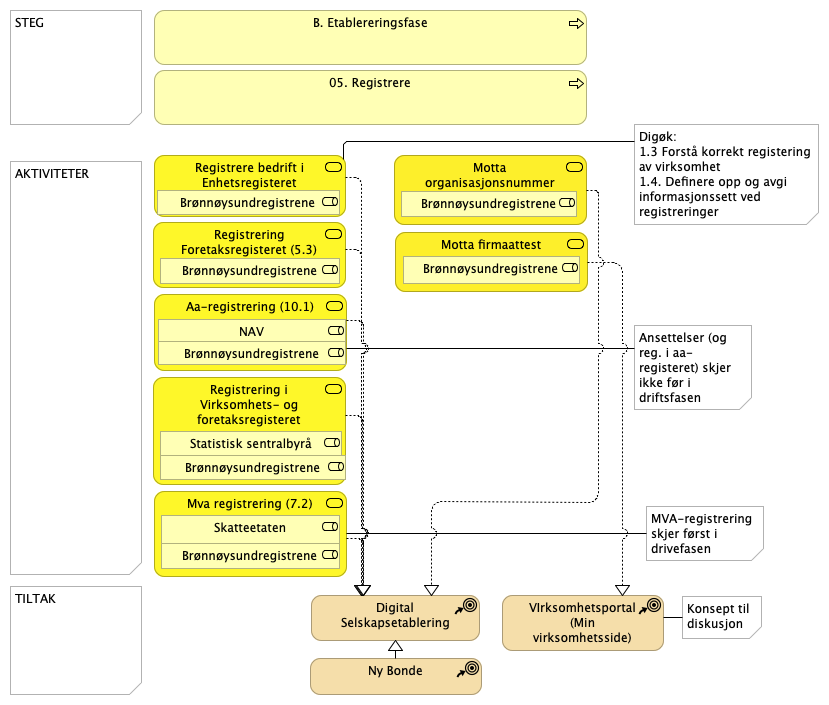 STEG
B. Etablereringsfase
05. Registrere
Digøk:
1.3 Forstå korrekt registering
av virksomhet
1.4. Definere opp og avgi
informasjonssett ved
registreringer
AKTIVITETER
Registrere bedrift i
Enhetsregisteret
Brønnøysundregistrene
Motta
organisasjonsnummer
Brønnøysundregistrene
Registrering
Foretaksregisteret (5.3)
Brønnøysundregistrene
Motta firmaattest
Brønnøysundregistrene
Aa-registrering (10.1)
NAV
Brønnøysundregistrene
Ansettelser (og
reg. i aa-
registeret) skjer
ikke før i
driftsfasen
Registrering i
Virksomhets- og
foretaksregisteret
Statistisk sentralbyrå
Brønnøysundregistrene
Mva registrering (7.2)
Skatteetaten
Brønnøysundregistrene
MVA-registrering
skjer først i
drivefasen
TILTAK
Digital
Selskapsetablering
VIrksomhetsportal
(Min
virksomhetsside)
Konsept til
diskusjon
Ny Bonde